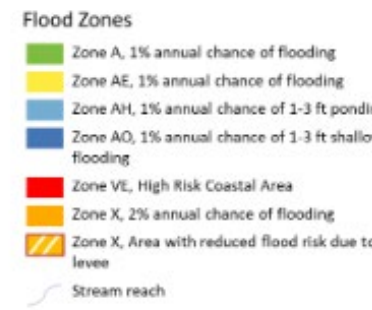 Flood Zones
Zone A, 1% annual chance of flooding
Zone AE, 1% annual chance of flooding
Zone AH, 1% annual chance of 1-3 ft
Zone AO, 1% annual chance of 1-3 ft
flooding
Zone VE, High Risk Coastal Area
Zone X, 2% annual chance of flooding
Zone X, Area with reduced flood risk due to
levee
Stream reach